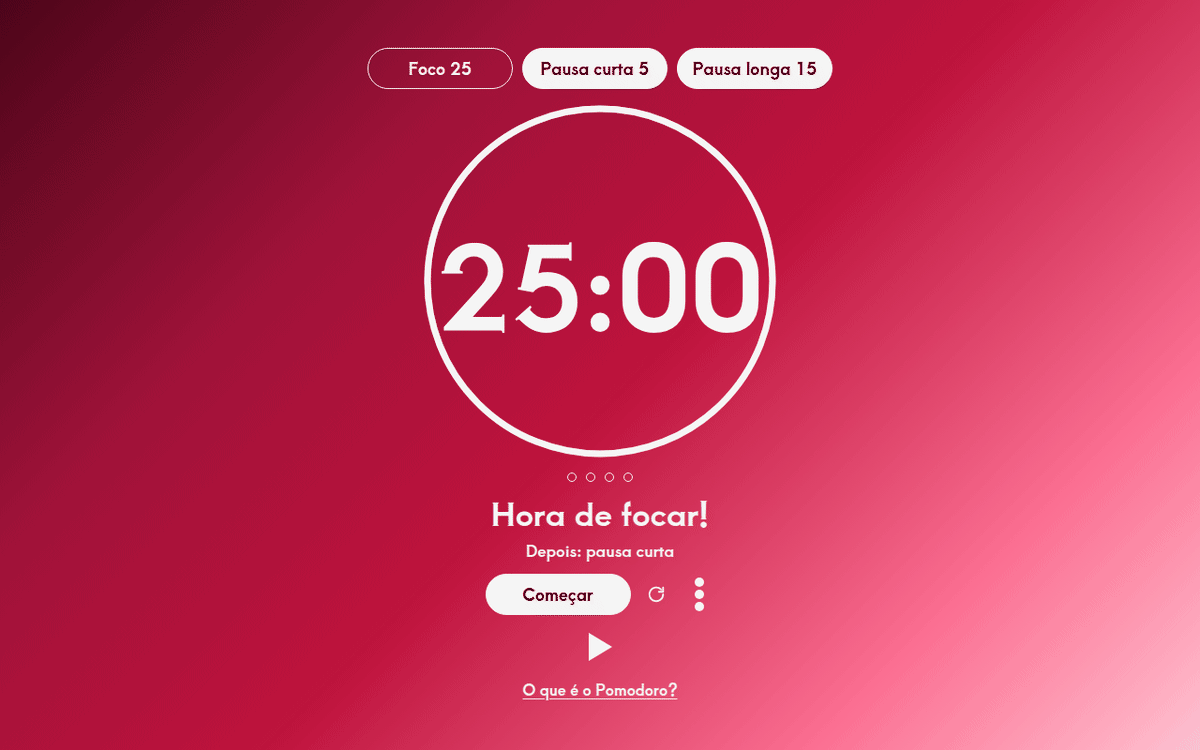 Foco 25
Pausa curta 5
Pausa longa 15
25:00
Hora de focar!
Depois: pausa curta
Começar
O que é o Pomodoro?